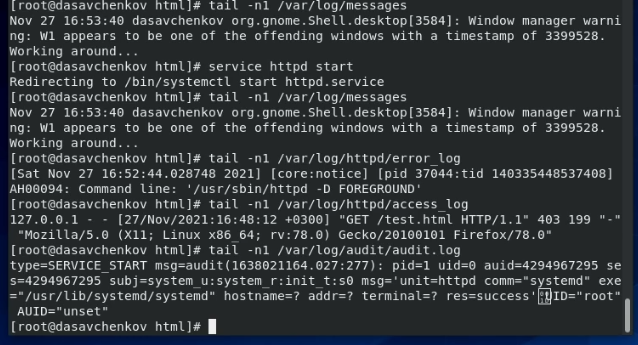 [root@dasavchenkov html]# tail -n1 /var/log/messages
Nov 27 16:53:40 dasavchenkov org.gnome.Shell.desktop[3584]: Window manager warni
ng: W1 appears to be one of the offending windows with a timestamp of 3399528.
Working around...
[root@dasavchenkov html]# service httpd start
Redirecting to /bin/systemctl start httpd.service
[root@dasavchenkov html]# tail -n1 /var/log/messages
Nov 27 16:53:40 dasavchenkov org.gnome.Shell.desktop[3584]: Window manager warni
ng: W1 appears to be one of the offending windows with a timestamp of 3399528.
Working around...
[root@dasavchenkov html]# tail -n1 /var/log/httpd/error_log
[Sat Nov 27 16:52:44.028748 2021] [core:notice] [pid 37044:tid 140335448537408]
AH00094: Command line: '/usr/sbin/httpd -D FOREGROUND'
[root@dasavchenkov html]# tail -n1 /var/log/httpd/access_log
127.0.0.1 - - [27/Nov/2021:16:48:12 +0300] "GET /test.html HTTP/1.1" 403 199 "-"
"Mozilla/5.0 (X11; Linux x86_64; rv:78.0) Gecko/20100101 Firefox/78.0"
[root@dasavchenkov html]# tail -n1 /var/log/audit/audit.log
type=SERVICE_START msg=audit(1638021164.027:277): pid=1 uid=0 auid=4294967295 se
s=4294967295 subj=system_u:system_r:init_t:s0 msg='unit=httpd comm="systemd" exe
="/usr/lib/systemd/systemd" hostname=? addr=? terminal=? res=success'UID="root"
AUID="unset"
[root@dasavchenkov html]#